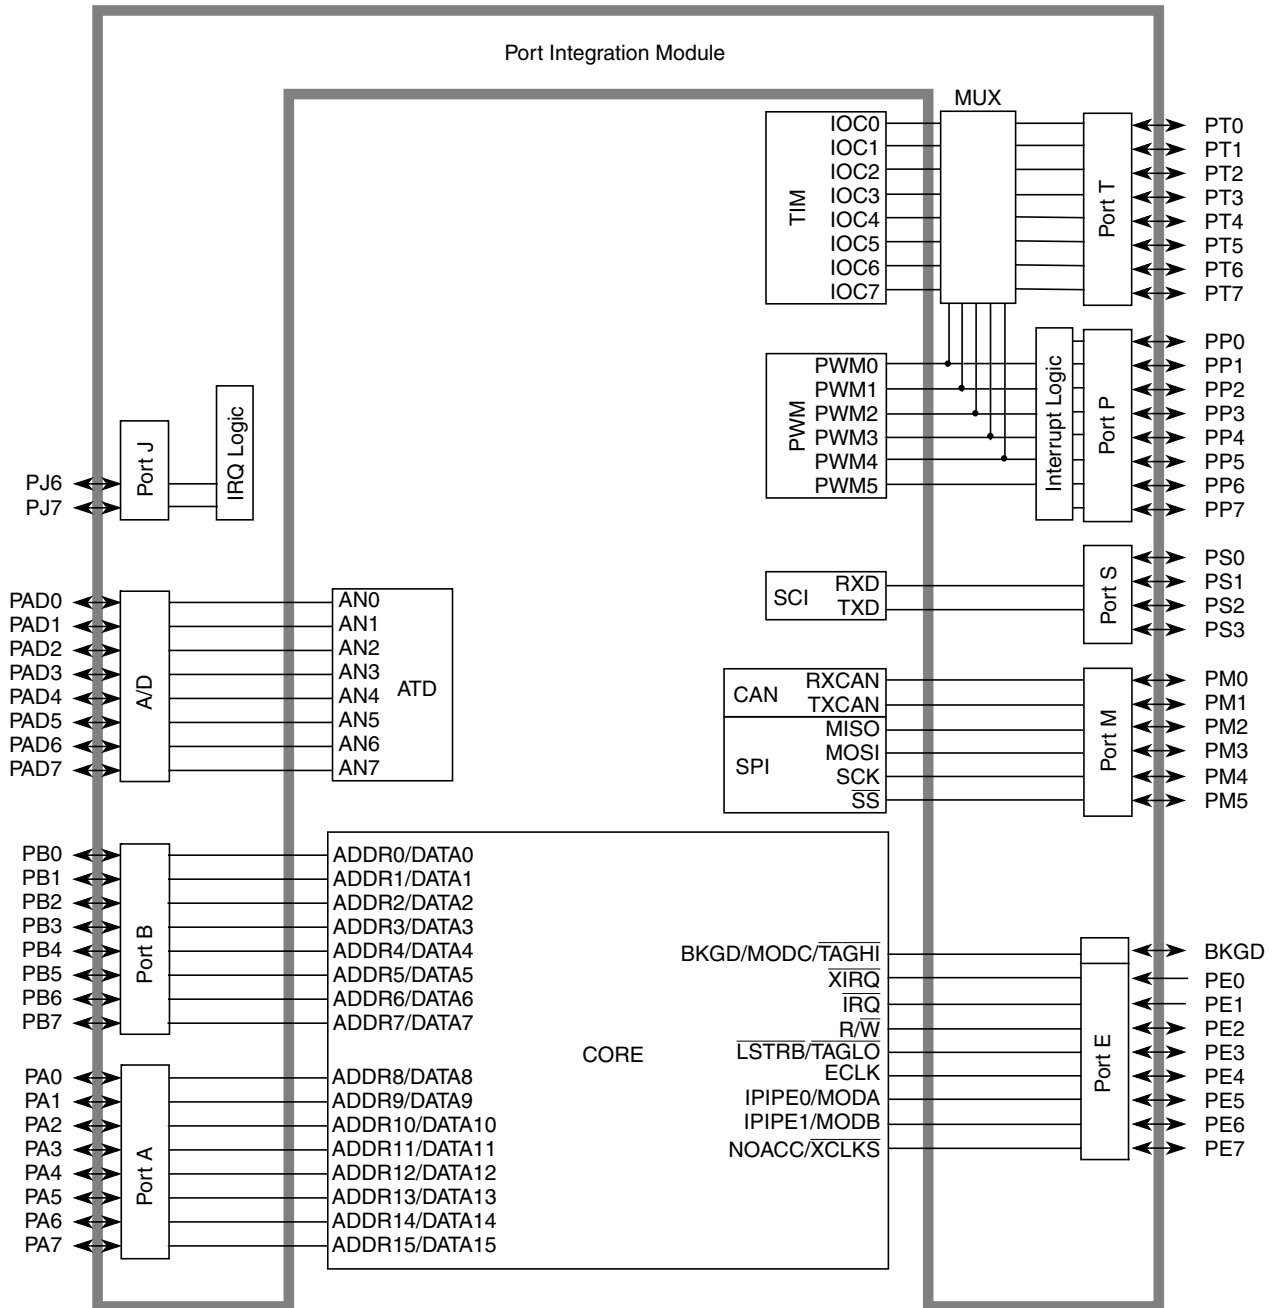 Port Integration Module
MUX
TIM
IOC0
IOC1
IOC2
IOC3
IOC4
IOC5
IOC6
IOC7
Port T
PT0
PT1
PT2
PT3
PT4
PT5
PT6
PT7
PWM
PWM0
PWM1
PWM2
PWM3
PWM4
PWM5
Interrupt Logic
Port P
PP0
PP1
PP2
PP3
PP4
PP5
PP6
PP7
PJ6
PJ7
Port J
IRQ Logic
SCI
RXD
TXD
Port S
PS0
PS1
PS2
PS3
PAD0
PAD1
PAD2
PAD3
PAD4
PAD5
PAD6
PAD7
A/D
AN0
AN1
AN2
AN3
AN4
AN5
AN6
AN7
ATD
CAN
RXCAN
TXCAN
SPI
MISO
MOSI
SCK
SS
Port M
PM0
PM1
PM2
PM3
PM4
PM5
PB0
PB1
PB2
PB3
PB4
PB5
PB6
PB7
Port B
ADDR0/DATA0
ADDR1/DATA1
ADDR2/DATA2
ADDR3/DATA3
ADDR4/DATA4
ADDR5/DATA5
ADDR6/DATA6
ADDR7/DATA7
PA0
PA1
PA2
PA3
PA4
PA5
PA6
PA7
Port A
ADDR8/DATA8
ADDR9/DATA9
ADDR10/DATA10
ADDR11/DATA11
ADDR12/DATA12
ADDR13/DATA13
ADDR14/DATA14
ADDR15/DATA15
CORE
BKGD/MODC/TAGHI
XIRQ
IRQ
R/W
LSTRB/TAGLO
ECLK
IPIPE0/MODA
IPIPE1/MODB
NOACC/XCLKS
Port E
BKGD
PE0
PE1
PE2
PE3
PE4
PE5
PE6
PE7